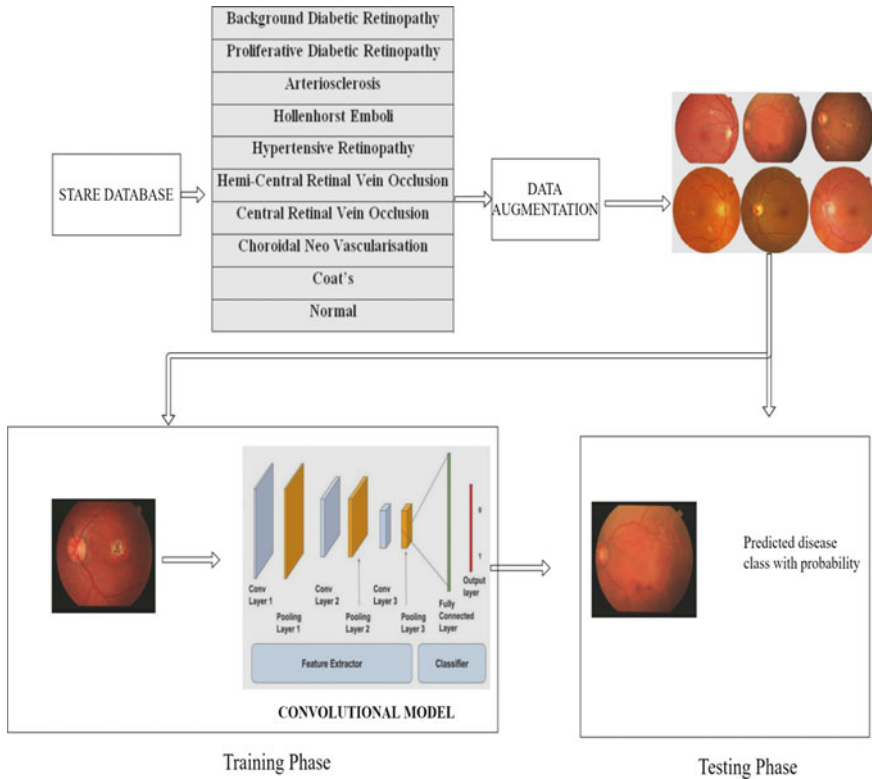 Background Diabetic Retinopathy
Proliferative Diabetic Retinopathy
Arteriosclerosis
Hollenhorst Emboli
Hypertensive Retinopathy
Hemi-Central Retinal Vein Occlusion
Central Retinal Vein Occlusion
Choroidal Neo Vascularisation
Coat's
Normal
STARE DATABASE
DATA
AUGMENTATION
Conv
Layer 1
Pooling
Layer 1
Conv
Layer 2
Pooling
Layer 2
Conv
Layer 3
Pooling
Layer 3
Fully
Connected
Layer
Output
layer
1
Feature Extractor
Classifier
CONVOLUTIONAL MODEL
Training Phase
Predicted disease
class with probability
Testing Phase